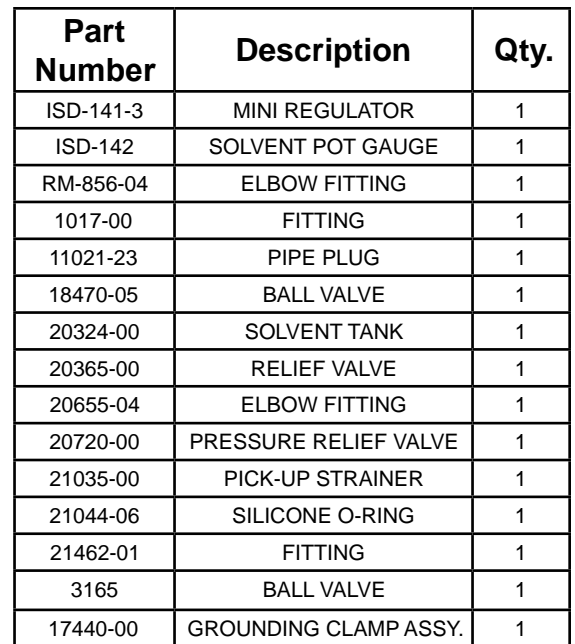 Part Number Description Qty.
ISD-141-3 MINI REGULATOR 1
ISD-142 SOLVENT POT GAUGE 1
RM-856-04 ELBOW FITTING 1
1017-00 FITTING 1
11021-23 PIPE PLUG 1
18470-05 BALL VALVE 1
20324-00 SOLVENT TANK 1
20365-00 RELIEF VALVE 1
20655-04 ELBOW FITTING 1
20720-00 PRESSURE RELIEF VALVE 1
21035-00 PICK-UP STRAINER 1
21044-06 SILICONE O-RING 1
21462-01 FITTING 1
3165 BALL VALVE 1
17440-00 GROUNDING CLAMP ASSY. 1